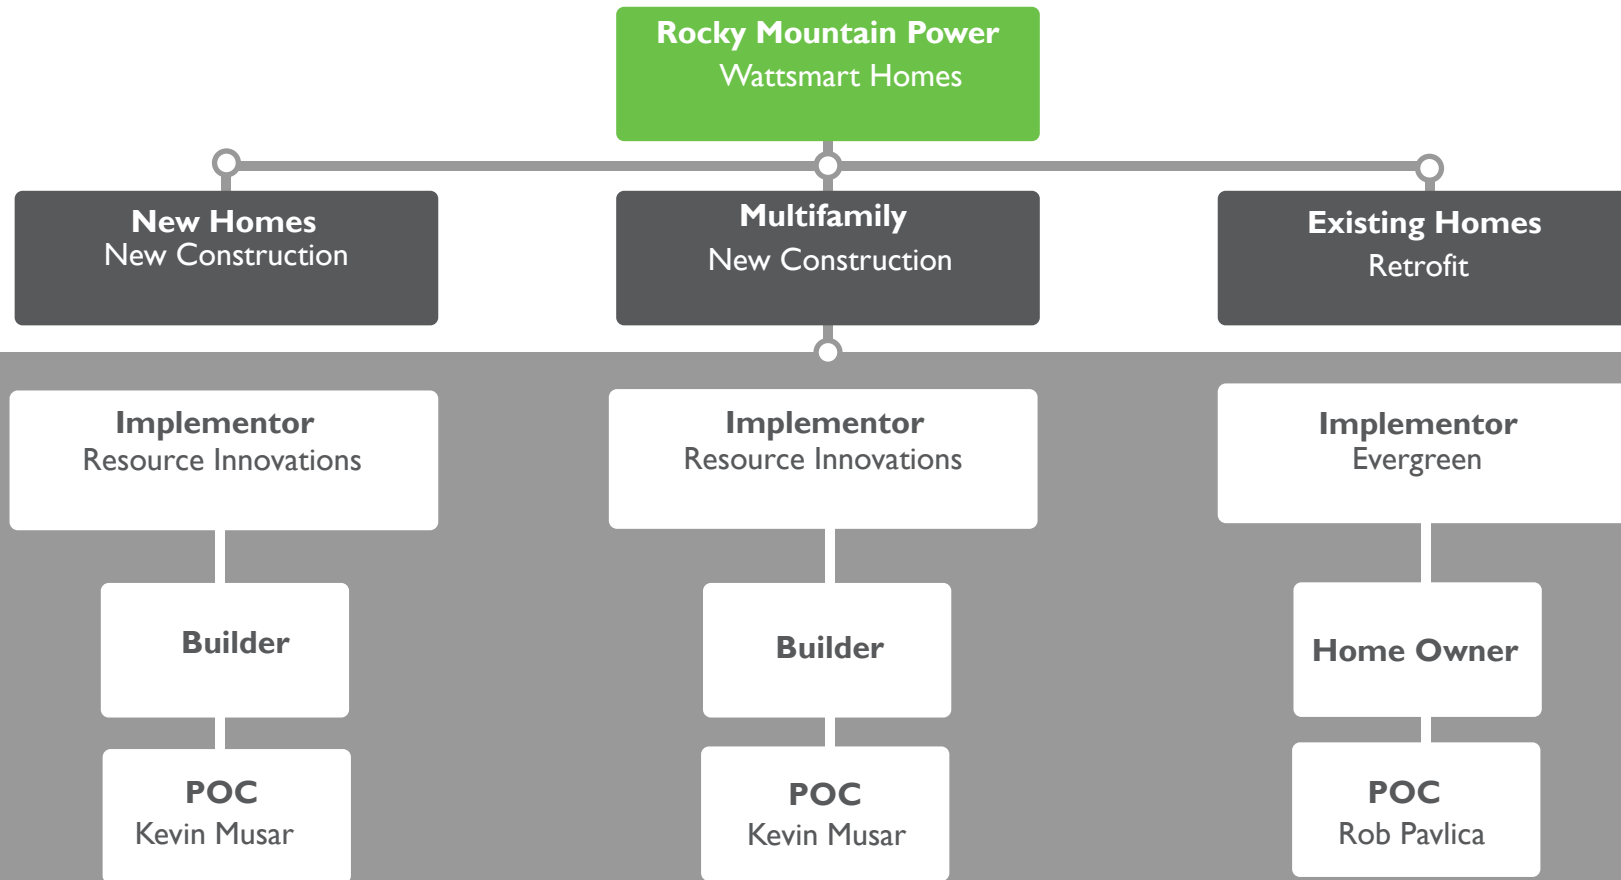 Rocky Mountain Power
Wattsmart Homes
New Homes
New Construction
Multifamily
New Construction
Existing Homes
Retrofit
Implementor
Resource Innovations
Implementor
Resource Innovations
Implementor
Evergreen
Builder
Builder
Home Owner
POC
Kevin Musar
POC
Kevin Musar
POC
Rob Pavlica